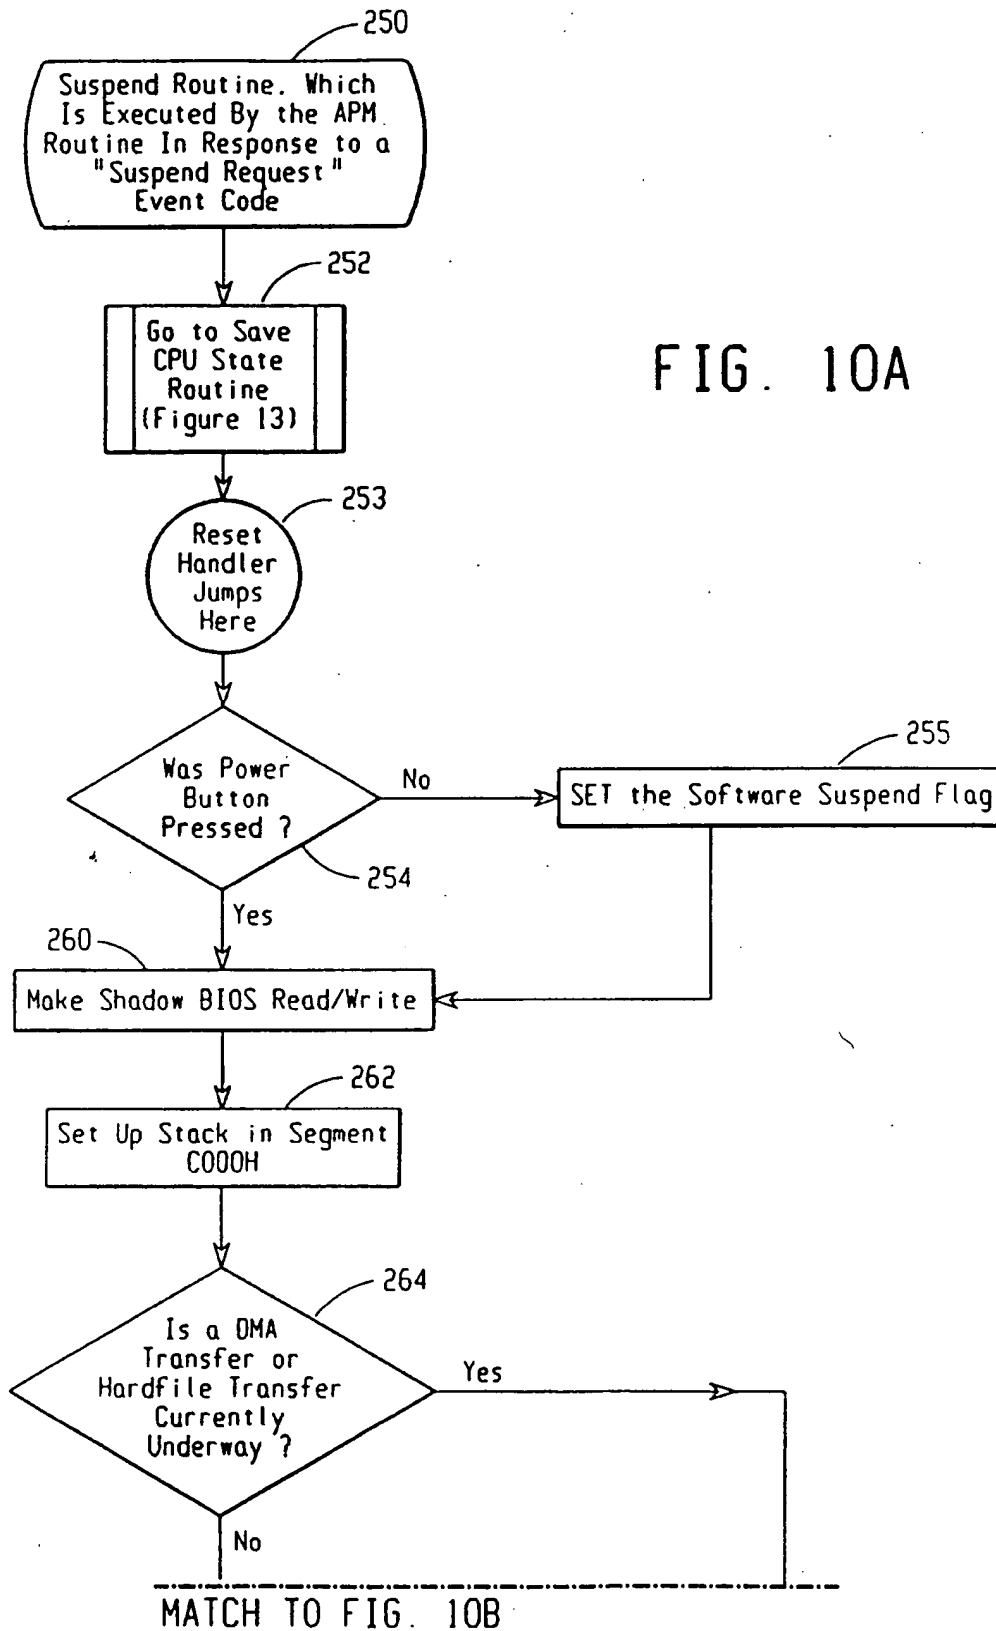 250
Suspend Routine. Which
Is Executed By the APM
Routine In Response to a
"Suspend Request"
Event Code
252
Go to Save
CPU State
Routine
(Figure 13)
FIG. 10A
253
Reset
Handler
Jumps
Here
Was Power
Button
Pressed ?
No
255
SET the Software Suspend Flag
254
Yes
260
Make Shadow BIOS Read/Write
262
Set Up Stack in Segment
C000H
264
Is a DMA
Transfer or
Hardfile Transfer
Currently
Underway ?
Yes
No
MATCH TO FIG. 10B